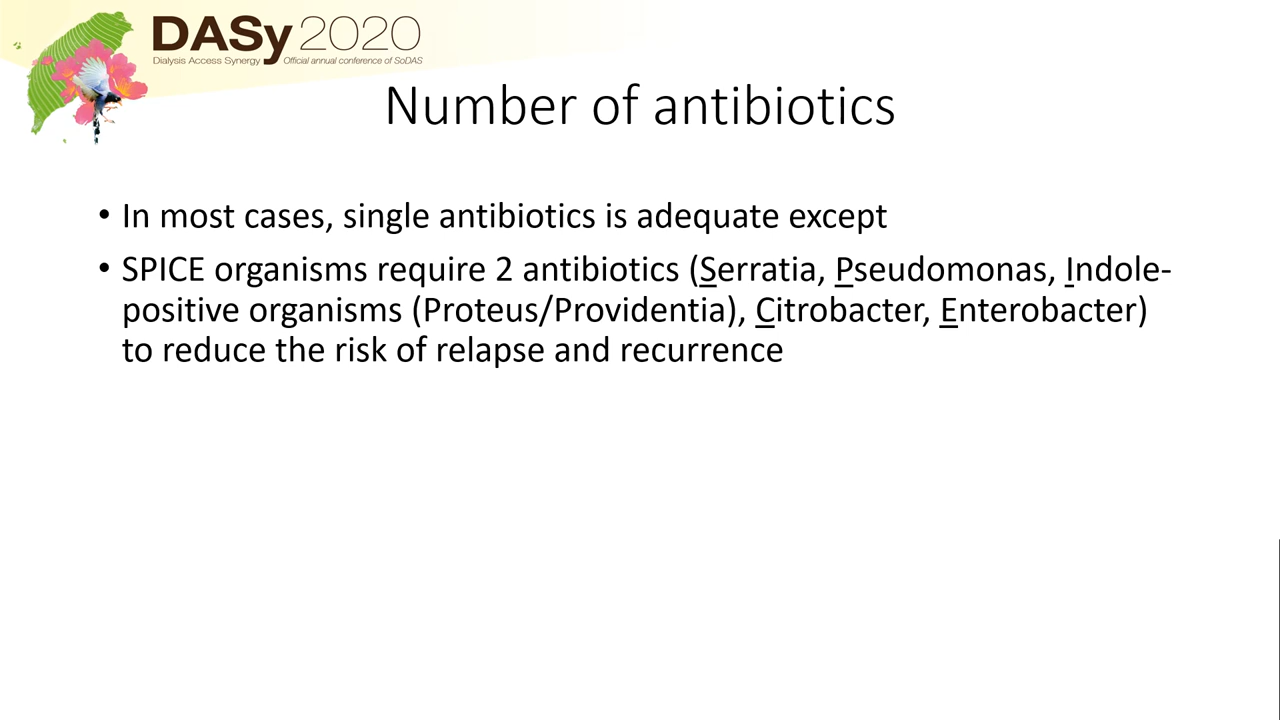 DASy 2020
Dialysis Access Synergy Official annual conference of SoDAS
Number of antibiotics
• In most cases, single antibiotics is adequate except
• SPICE organisms require 2 antibiotics (Serratia, Pseudomonas, Indole-
positive organisms (Proteus/Providentia), Citrobacter, Enterobacter)
to reduce the risk of relapse and recurrence